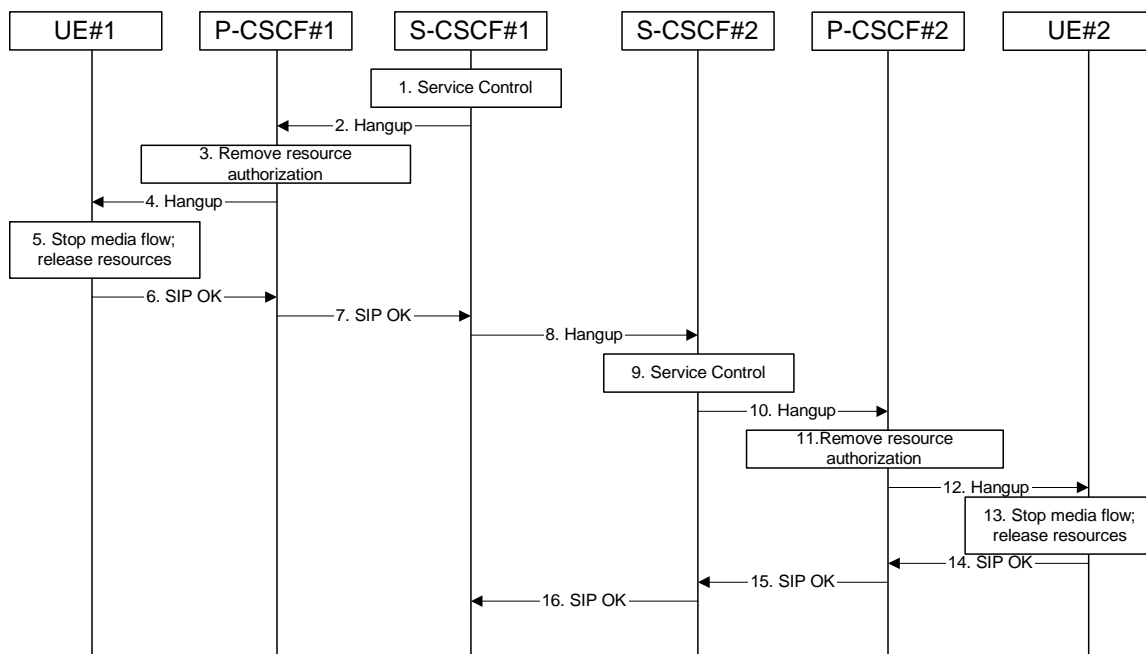 UE#1
P-CSCF#1
S-CSCF#1
S-CSCF#2
P-CSCF#2
UE#2
1. Service Control
2. Hangup
3. Remove resource
authorization
4. Hangup
5. Stop media flow;
release resources
6. SIP OK
7. SIP OK
8. Hangup
9. Service Control
10. Hangup
11.Remove resource
authorization
12. Hangup
13. Stop media flow;
release resources
14. SIP OK
15. SIP OK
16. SIP OK